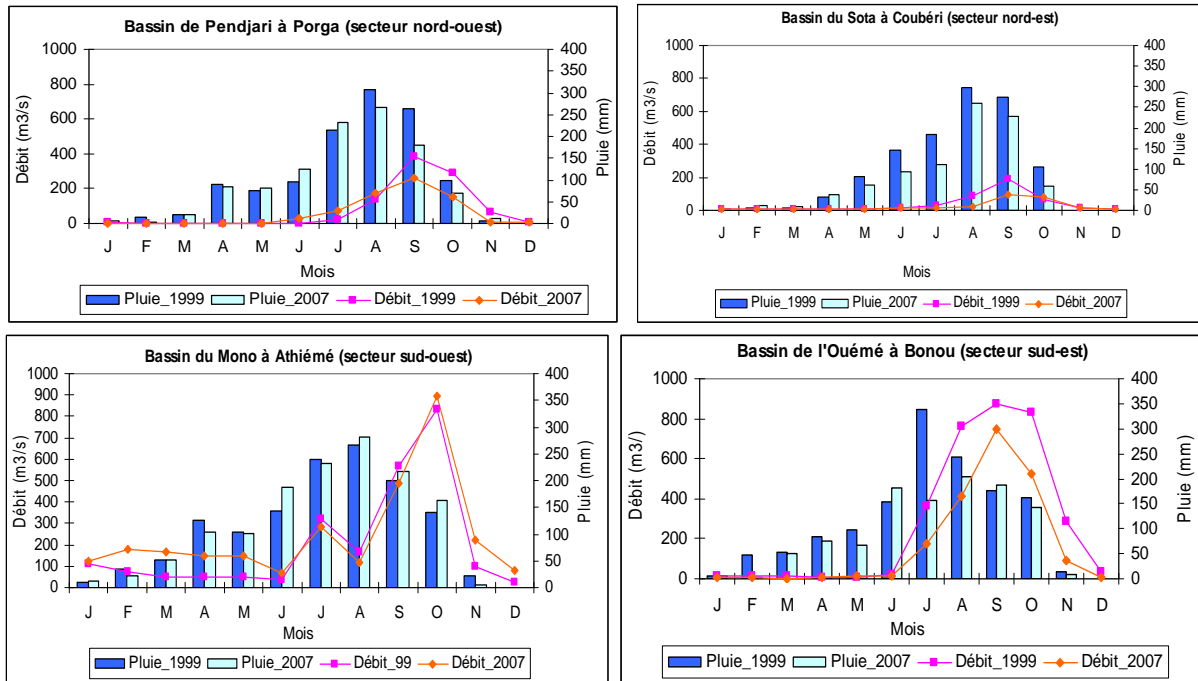 Bassin de Pendjari à Porga (secteur nord-ouest)
1000
800
600
400
200
0
400
350
300
250
200
150
100
50
0
Débit (m3/s)
Pluie (mm)
J F M A M J J A S O N D
Mois
Pluie_1999 Pluie_2007 Débit_1999 Débit_2007
Bassin du Sota à Coubéri (secteur nord-est)
1000
800
600
400
200
0
400
350
300
250
200
150
100
50
0
Débit (m3/s)
Pluie (mm)
J F M A M J J A S O N D
Mois
Pluie_1999 Pluie_2007 Débit_1999 Débit_2007
Bassin du Mono à Athiémé (secteur sud-ouest)
1000
900
800
700
600
500
400
300
200
100
0
400
350
300
250
200
150
100
50
0
Débit (m3/s)
Pluie (mm)
J F M A M J J A S O N D
Mois
Pluie_1999 Pluie_2007 Débit_99 Débit_2007
Bassin de l'Ouémé à Bonou (secteur sud-est)
1000
800
600
400
200
0
400
350
300
250
200
150
100
50
0
Débit (m3/)
Pluie (mm)
J F M A M J J A S O N D
Mois
Pluie_1999 Pluie_2007 Débit_1999 Débit_2007